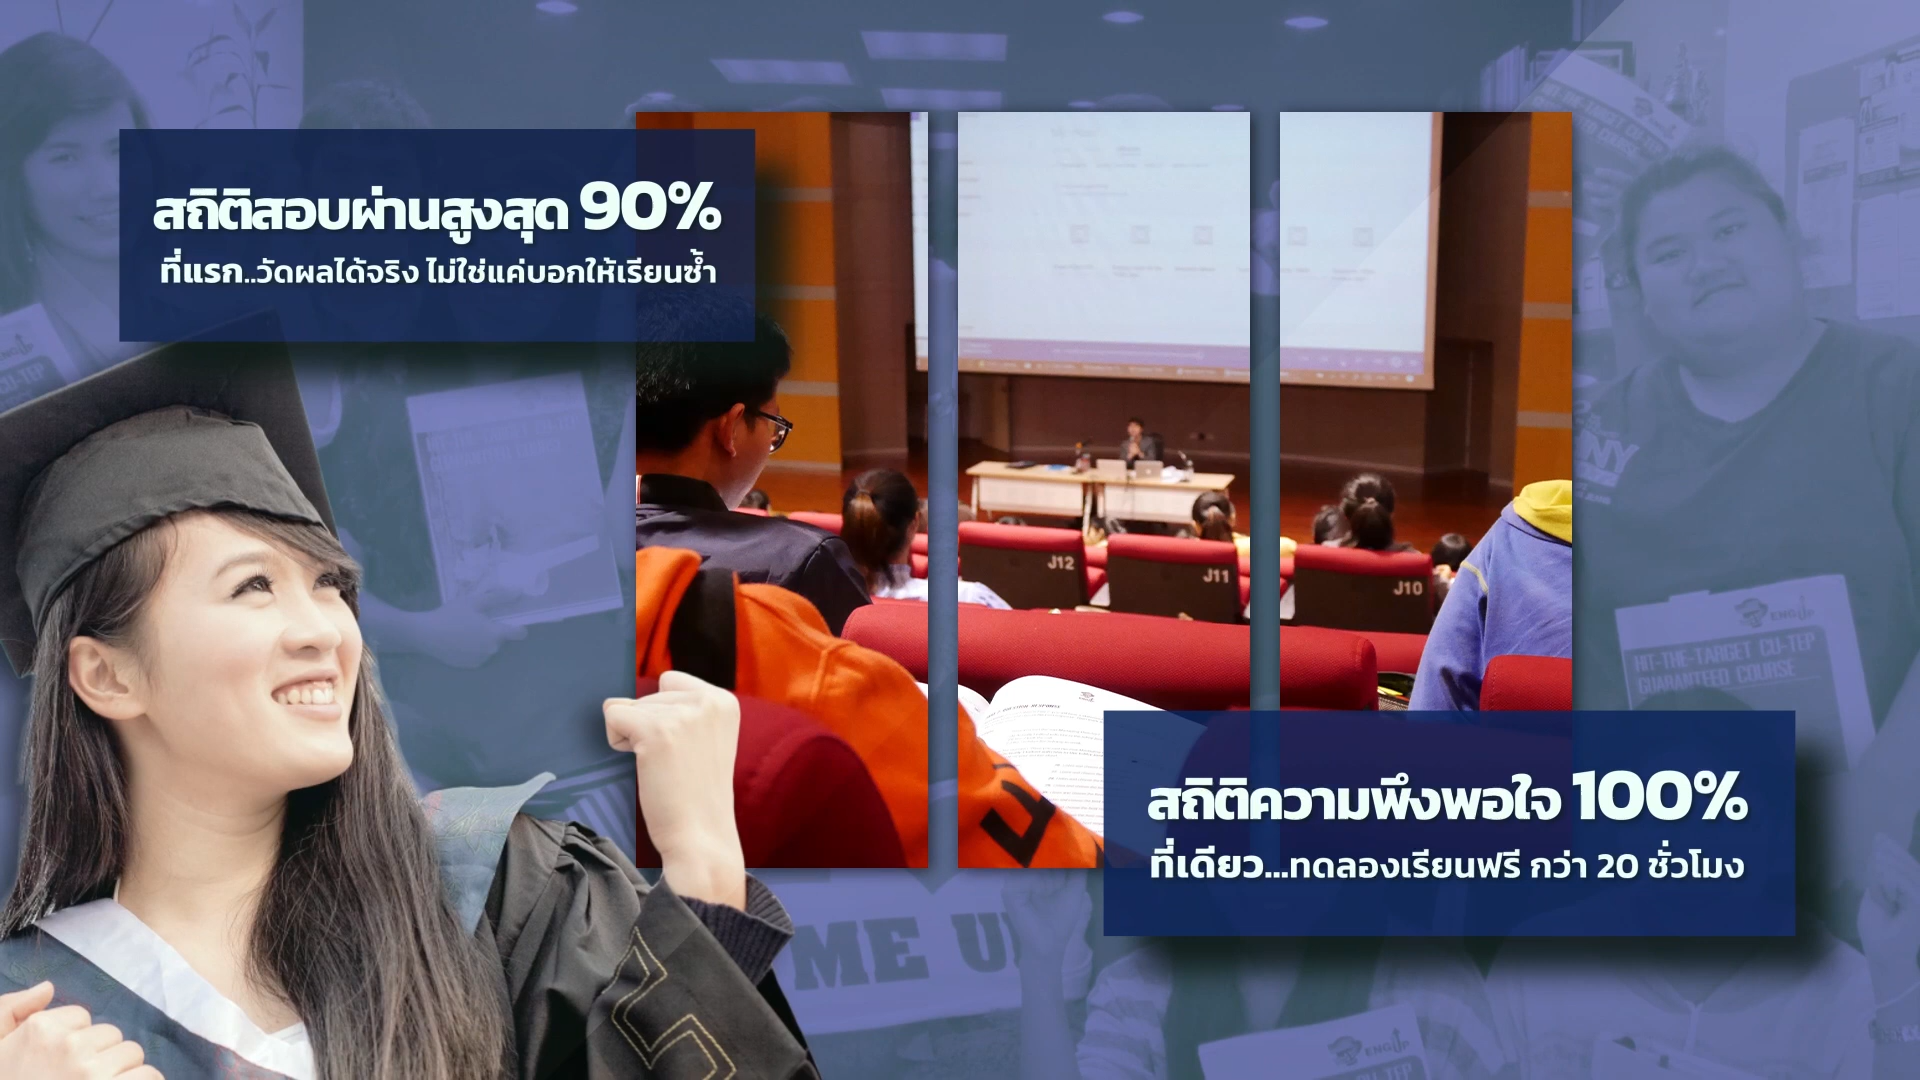 สถิติสอบผ่านสูงสุด 90%
ที่แรก..วัดผลได้จริง ไม่ใช่แค่บอกให้เรียนซ้ำ
J12
J11
J10
NY
ENGUP
HIT-THE-TARGET CU-TEP
GUARANTEED COURSE
สถิติความพึงพอใจ 100%
ที่เดียว...ทดลองเรียนฟรี กว่า 20 ชั่วโมง
ME U
ENGUP